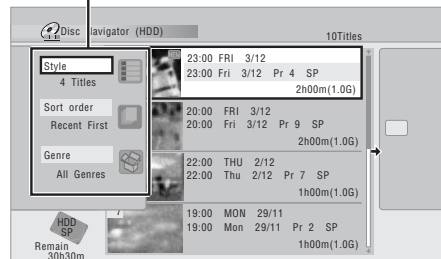 Disc Navigator (HDD)
10Titles
Style
4 Titles
Sort order
Recent First
Genre
All Genres
HDD
SP
Remain
30h30m
23:00 FRI 3/12
23:00 Fri 3/12 Pr 4 SP
2h00m(1.0G)
20:00 FRI 3/12
20:00 Fri 3/12 Pr 9 SP
2h00m(1.0G)
22:00 THU 2/12
22:00 Thu 2/12 Pr 7 SP
1h00m(1.0G)
7
19:00 MON 29/11
19:00 Mon 29/11 Pr 2 SP
1h00m(1.0G)